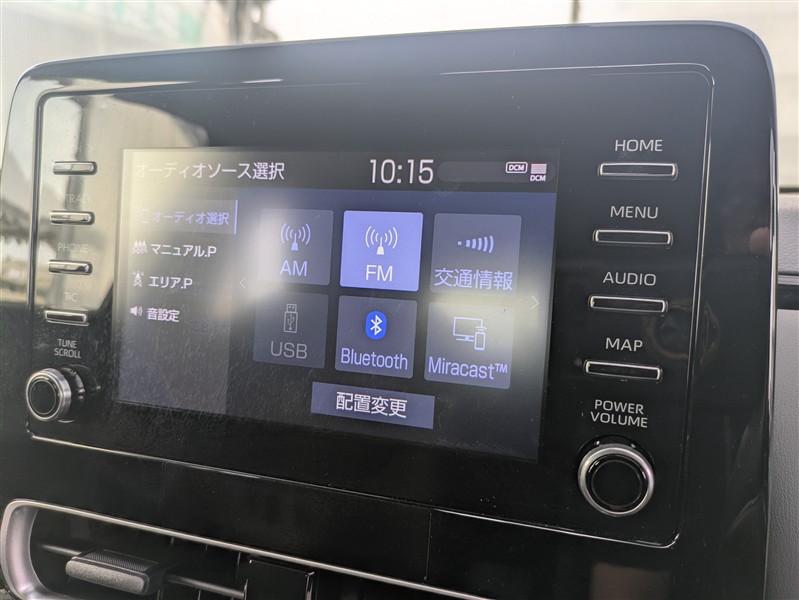 オーディオソース選択
10:15
DCM
DCM
オーディオ選択
マニュアル.P
エリア.P
音設定
AM
FM
交通情報
USB
Bluetooth
Miracast™
配置変更
TRACK
PHONE
TUNE
SCROLL
HOME
MENU
AUDIO
MAP
POWER
VOLUME